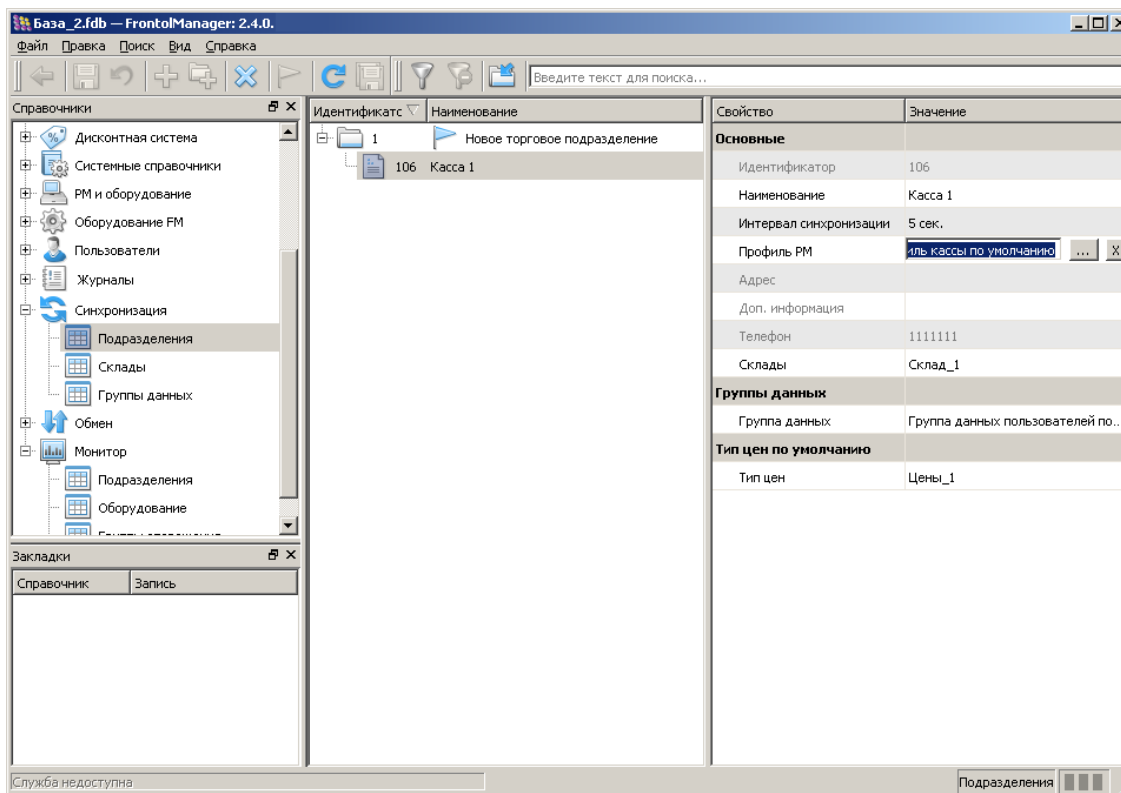 База_2.fdb — FrontolManager: 2.4.0.
Файл Правка Поиск Вид Справка
Введите текст для поиска...
Справочники
Дисконтная система
Системные справочники
РМ и оборудование
Оборудование FM
Пользователи
Журналы
Синхронизация
Подразделения
Склады
Группы данных
Обмен
Монитор
Подразделения
Оборудование
Закладки
Справочник Запись
Идентификатс Наименование
1 Новое торговое подразделение
106 Касса 1
Свойство Значение
Основные
Идентификатор 106
Наименование Касса 1
Интервал синхронизации 5 сек.
Профиль РМ иль кассы по умолчанию ... X
Адрес
Доп. информация
Телефон 1111111
Склады Склад_1
Группы данных
Группа данных Группа данных пользователей по...
Тип цен по умолчанию
Тип цен Цены_1
Служба недоступна
Подразделения